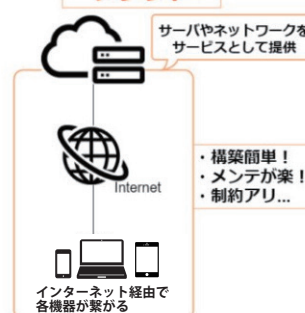 サーバやネットワークを
サービスとして提供
Internet
・構築簡単！
・メンテが楽！
・制約アリ...
インターネット経由で
各機器が繋がる